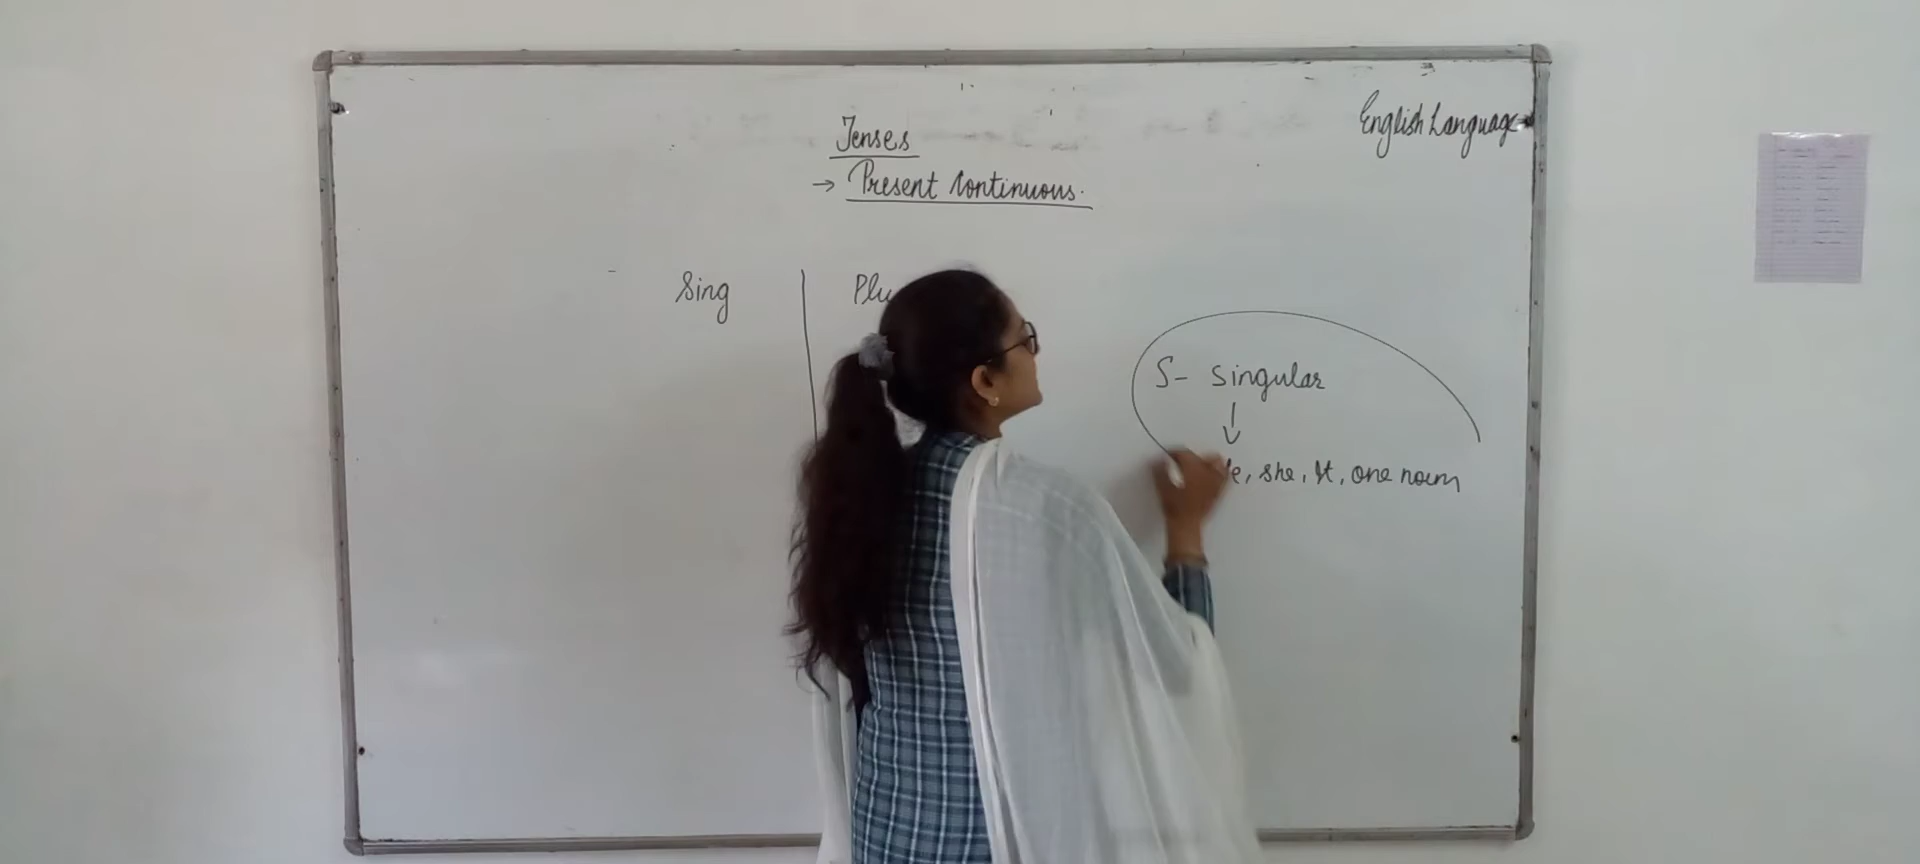 English Language
Tenses
→ Present Continuous.
Sing
S- Singular
↓
she, It, one noun